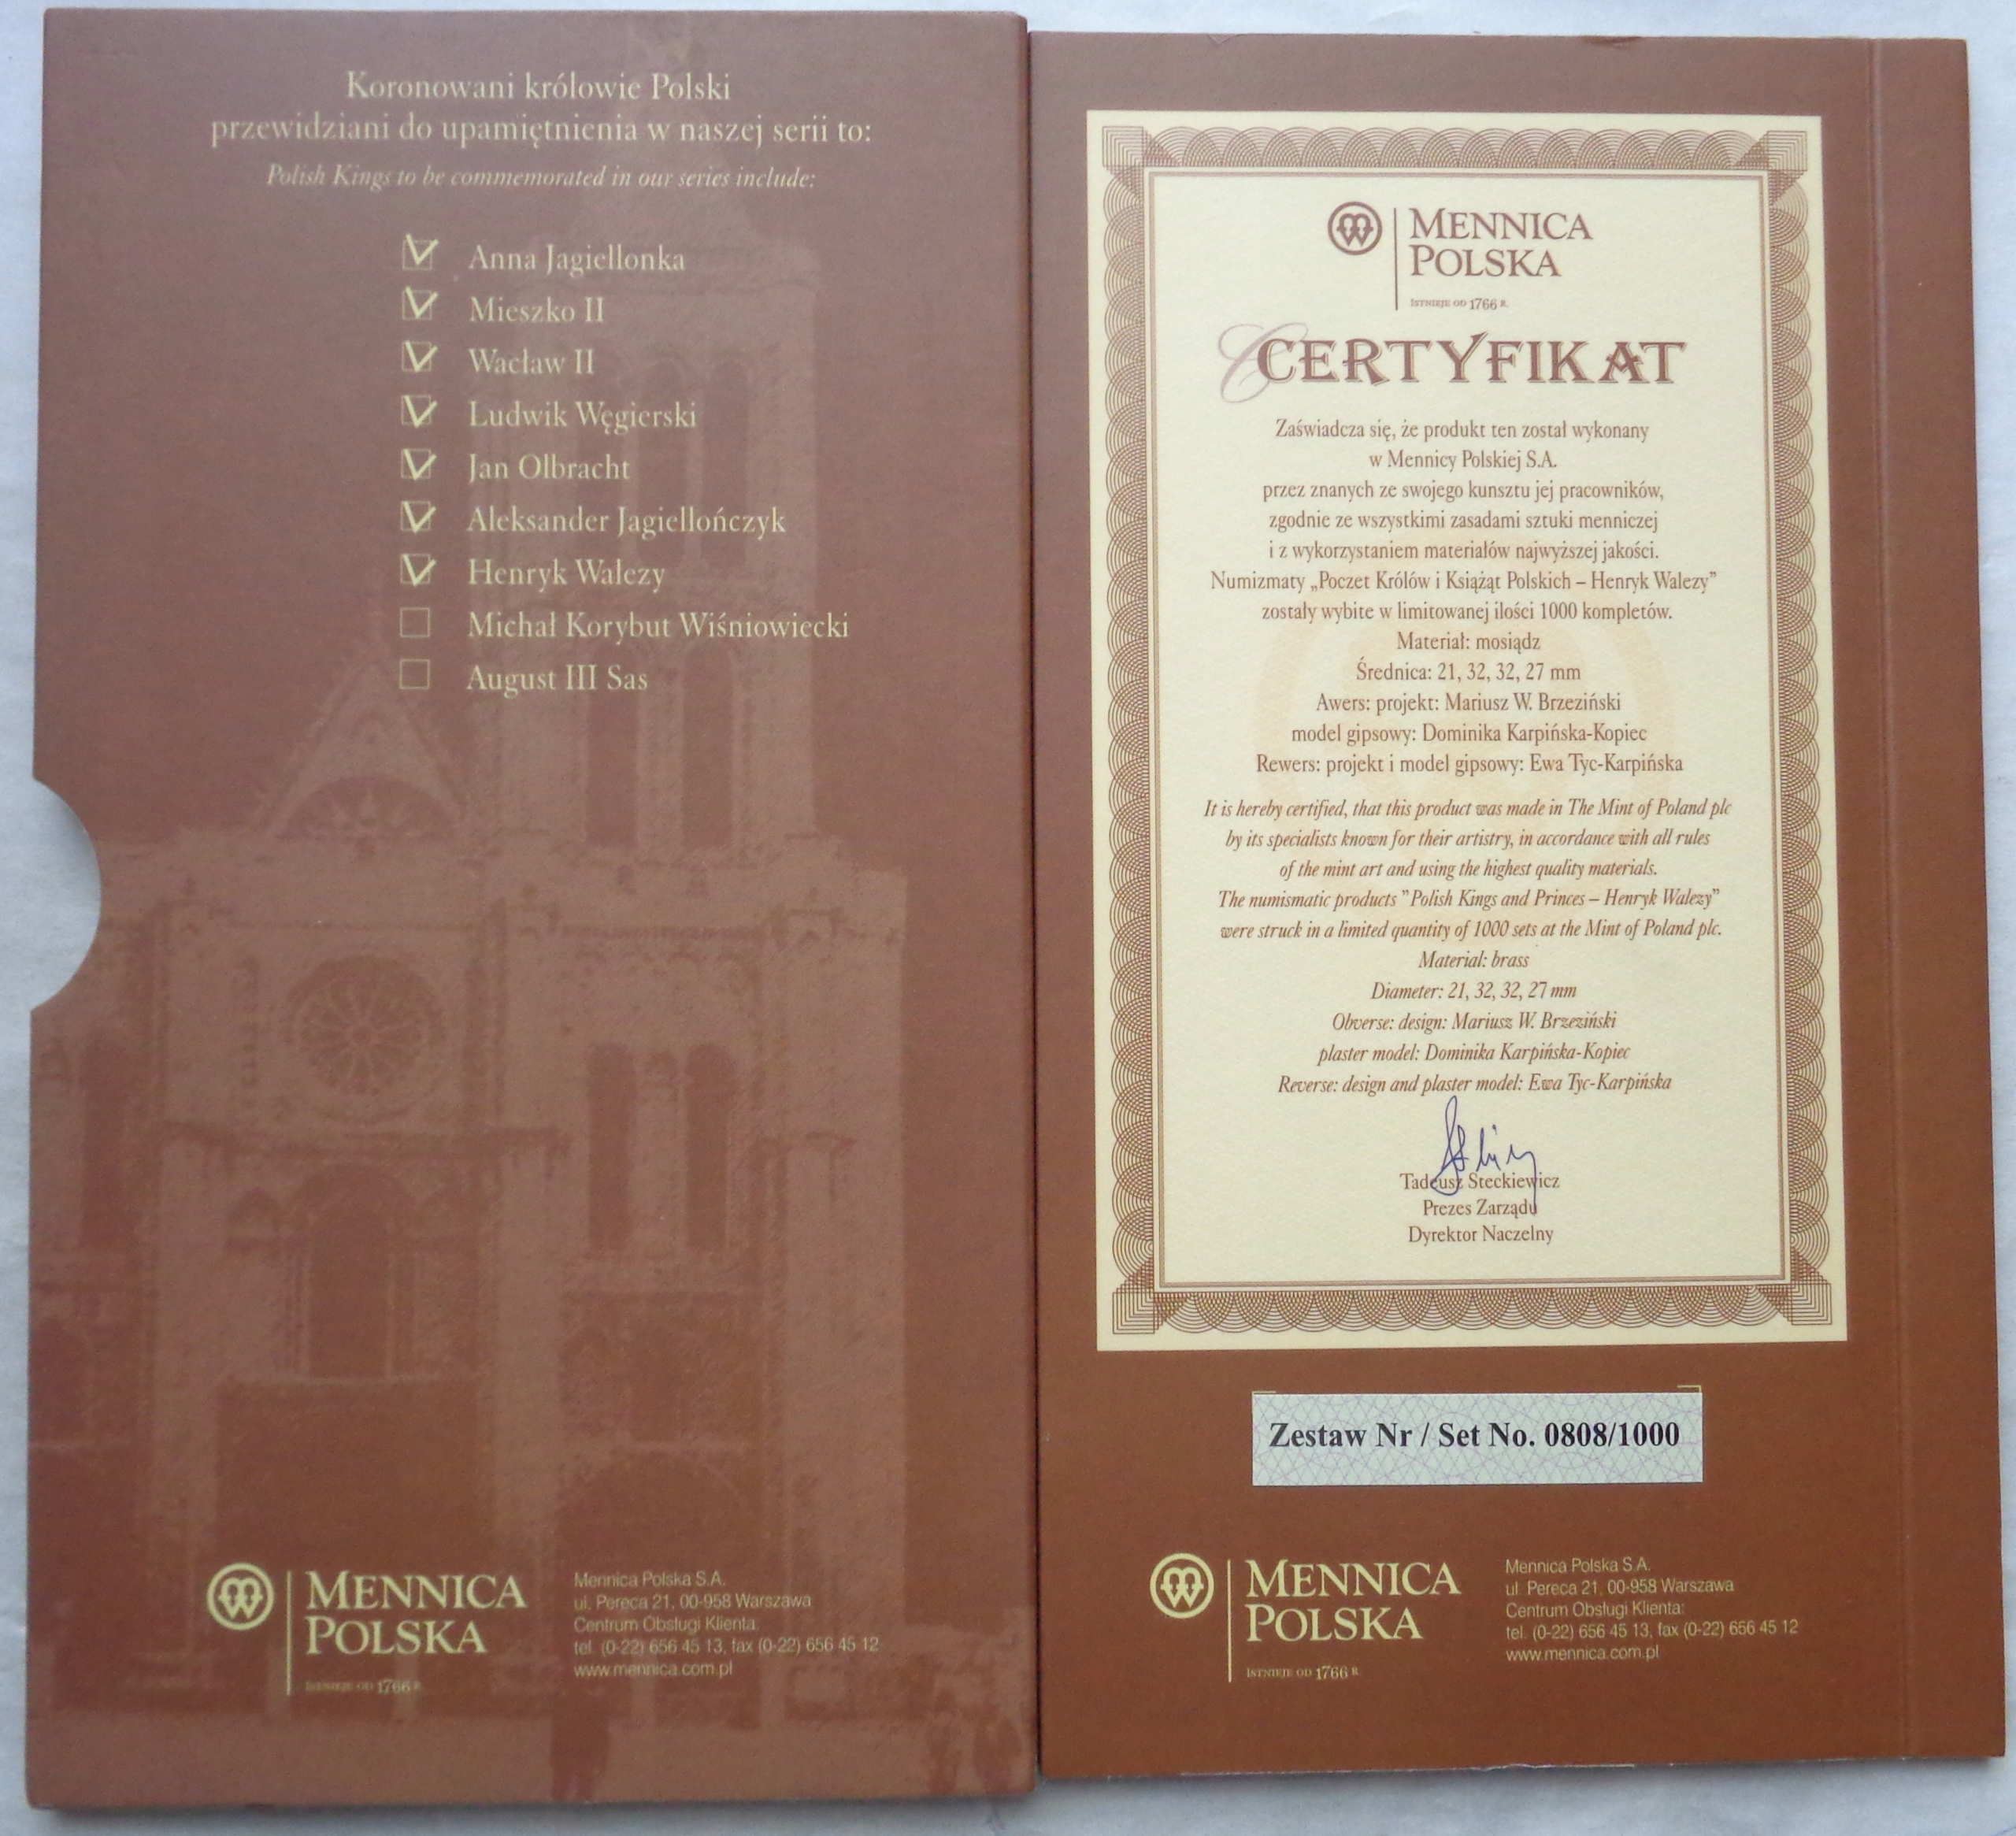 Koronowani królowie Polski
przewidziani do upamiętnienia w naszej serii to:
Polish Kings to be commemorated in our series include:
Anna Jagiellonka
Mieszko II
Wacław II
Ludwik Węgierski
Jan Olbracht
Aleksander Jagiellończyk
Henryk Walezy
Michał Korybut Wiśniowiecki
August III Sas
MENNICA
POLSKA
ISTNIEJE OD 1766 R.
Mennica Polska S.A.
ul. Pereca 21, 00-958 Warszawa
Centrum Obsługi Klienta:
tel. (0-22) 656 45 13, fax (0-22) 656 45 12
www.mennica.com.pl
MENNICA
POLSKA
ISTNIEJE OD 1766 R.
CERTYFIKAT
Zaświadcza się, że produkt ten został wykonany
w Mennicy Polskiej S.A.
przez znanych ze swojego kunsztu jej pracowników,
zgodnie ze wszystkimi zasadami sztuki menniczej
i z wykorzystaniem materiałów najwyższej jakości.
Numizmaty „Poczet Królów i Książąt Polskich – Henryk Walezy”
zostały wybite w limitowanej ilości 1000 kompletów.
Materiał: mosiądz
Średnica: 21, 32, 32, 27 mm
Awers: projekt: Mariusz W. Brzeziński
model gipsowy: Dominika Karpińska-Kopiec
Rewers: projekt i model gipsowy: Ewa Tyc-Karpińska
It is hereby certified, that this product was made in The Mint of Poland plc
by its specialists known for their artistry, in accordance with all rules
of the mint art and using the highest quality materials.
The numismatic products ”Polish Kings and Princes – Henryk Walezy”
were struck in a limited quantity of 1000 sets at the Mint of Poland plc.
Material: brass
Diameter: 21, 32, 32, 27 mm
Obverse: design: Mariusz W. Brzeziński
plaster model: Dominika Karpińska-Kopiec
Reverse: design and plaster model: Ewa Tyc-Karpińska
Tadeusz Steckiewicz
Prezes Zarządu
Dyrektor Naczelny
Zestaw Nr / Set No. 0808/1000
MENNICA
POLSKA
ISTNIEJE OD 1766 R.
Mennica Polska S.A.
ul. Pereca 21, 00-958 Warszawa
Centrum Obsługi Klienta:
tel. (0-22) 656 45 13, fax (0-22) 656 45 12
www.mennica.com.pl